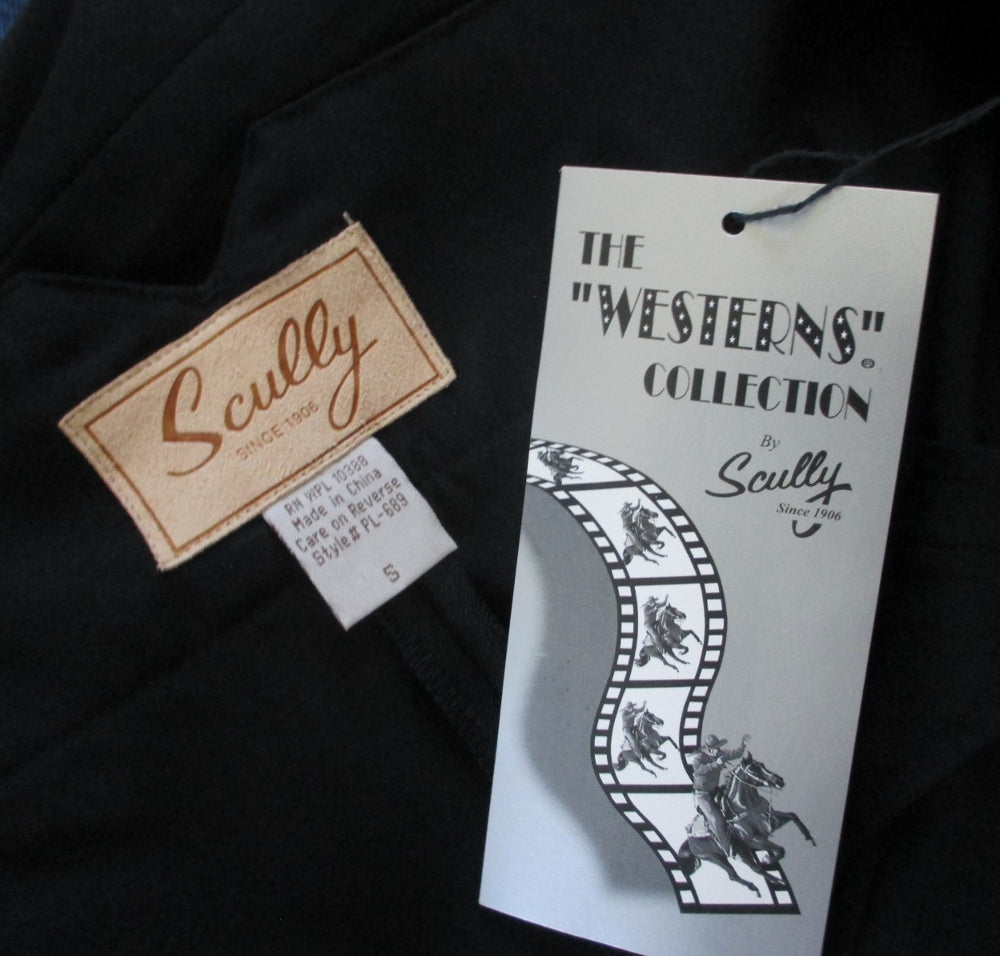 Scully
SINCE 1906
RN WPL 10388
Made in China
Care on Reverse
Style# PL-689
S
THE
"WESTERNS"®
COLLECTION
By
Scully
Since 1906